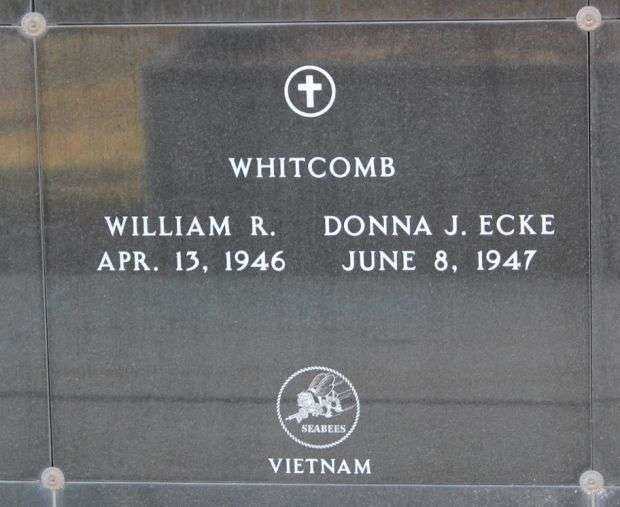 WHITCOMB
WILLIAM R. DONNA J. ECKE
APR. 13, 1946 JUNE 8, 1947
SEABEES
VIETNAM